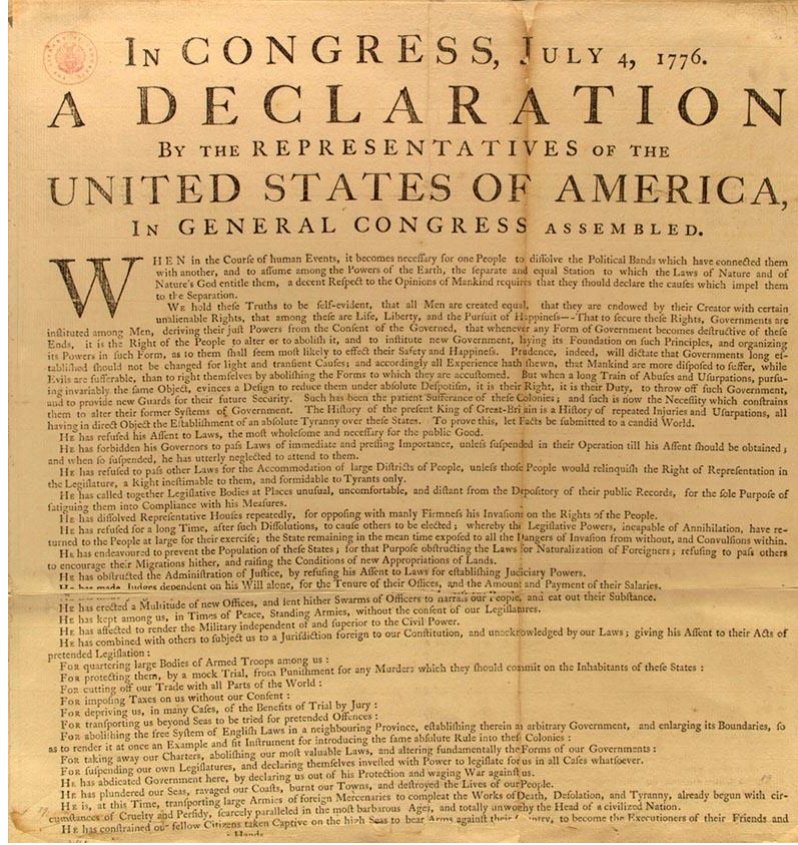 IN CONGRESS, JULY 4, 1776.
A DECLARATION
BY THE REPRESENTATIVES OF THE
UNITED STATES OF AMERICA,
IN GENERAL CONGRESS ASSEMBLED.
WHEN in the Courſe of human Events, it becomes neceſſary for one People to diſſolve the Political Bands which have connected them
with another, and to aſſume among the Powers of the Earth, the ſeparate and equal Station to which the Laws of Nature and of
Nature's God entitle them, a decent Reſpect to the Opinions of Mankind requires that they ſhould declare the cauſes which impel them
to the Separation.
WE hold theſe Truths to be ſelf-evident, that all Men are created equal, that they are endowed by their Creator with certain
unalienable Rights, that among theſe are Life, Liberty, and the Purſuit of Happineſs—-That to ſecure theſe Rights, Governments are
inſtituted among Men, deriving their juſt Powers from the Conſent of the Governed, that whenever any Form of Government becomes deſtructive of theſe
Ends, it is the Right of the People to alter or to aboliſh it, and to inſtitute new Government, laying its Foundation on ſuch Principles, and organizing
its Powers in ſuch Form, as to them ſhall ſeem moſt likely to effect their Safety and Happineſs. Prudence, indeed, will dictate that Governments long eſ-
tabliſhed ſhould not be changed for light and tranſient Cauſes; and accordingly all Experience hath ſhewn, that Mankind are more diſpoſed to ſuffer, while
Evils are ſufferable, than to right themſelves by aboliſhing the Forms to which they are accuſtomed. But when a long Train of Abuſes and Uſurpations, purſu-
ing invariably the ſame Object, evinces a Deſign to reduce them under abſolute Deſpotiſm, it is their Right, it is their Duty, to throw off ſuch Government,
and to provide new Guards for their future Security. Such has been the patient Sufferance of theſe Colonies; and ſuch is now the Neceſſity which conſtrains
them to alter their former Syſtems of Government. The Hiſtory of the preſent King of Great-Britain is a Hiſtory of repeated Injuries and Uſurpations, all
having in direct Object the Eſtabliſhment of an abſolute Tyranny over theſe States. To prove this, let Facts be ſubmitted to a candid World.
HE has refuſed his Aſſent to Laws, the moſt wholeſome and neceſſary for the public Good.
HE has forbidden his Governors to paſs Laws of immediate and preſſing Importance, unleſs ſuſpended in their Operation till his Aſſent ſhould be obtained;
and when ſo ſuſpended, he has utterly neglected to attend to them.
HE has refuſed to paſs other Laws for the Accommodation of large Diſtricts of People, unleſs thoſe People would relinquiſh the Right of Repreſentation in
the Legiſlature, a Right ineſtimable to them, and formidable to Tyrants only.
HE has called together Legiſlative Bodies at Places unuſual, uncomfortable, and diſtant from the Depoſitory of their public Records, for the ſole Purpoſe of
fatiguing them into Compliance with his Meaſures.
HE has diſſolved Repreſentative Houſes repeatedly, for oppoſing with manly Firmneſs his Invaſions on the Rights of the People.
HE has refuſed for a long Time, after ſuch Diſſolutions, to cauſe others to be elected; whereby the Legiſlative Powers, incapable of Annihilation, have re-
turned to the People at large for their exerciſe; the State remaining in the mean time expoſed to all the Dangers of Invaſion from without, and Convulſions within.
HE has endeavoured to prevent the Population of theſe States; for that Purpoſe obſtructing the Laws for Naturalization of Foreigners; refuſing to paſs others
to encourage their Migrations hither, and raiſing the Conditions of new Appropriations of Lands.
HE has obſtructed the Adminiſtration of Juſtice, by refuſing his Aſſent to Laws for eſtabliſhing Judiciary Powers.
HE has made Judges dependent on his Will alone, for the Tenure of their Offices, and the Amount and Payment of their Salaries.
HE has erected a Multitude of new Offices, and ſent hither Swarms of Officers to harraſs our People, and eat out their Subſtance.
HE has kept among us, in Times of Peace, Standing Armies, without the conſent of our Legiſlatures.
HE has affected to render the Military independent of and ſuperior to the Civil Power.
HE has combined with others to ſubject us to a Juriſdiction foreign to our Conſtitution, and unacknowledged by our Laws; giving his Aſſent to their Acts of
pretended Legiſlation:
FOR quartering large Bodies of Armed Troops among us:
FOR protecting them, by a mock Trial, from Puniſhment for any Murders which they ſhould commit on the Inhabitants of theſe States:
FOR cutting off our Trade with all Parts of the World:
FOR impoſing Taxes on us without our Conſent:
FOR depriving us, in many Caſes, of the Benefits of Trial by Jury:
FOR tranſporting us beyond Seas to be tried for pretended Offences:
FOR aboliſhing the free Syſtem of Engliſh Laws in a neighbouring Province, eſtabliſhing therein an arbitrary Government, and enlarging its Boundaries, ſo
as to render it at once an Example and fit Inſtrument for introducing the ſame abſolute Rule into theſe Colonies:
FOR taking away our Charters, aboliſhing our moſt valuable Laws, and altering fundamentally the Forms of our Governments:
FOR ſuſpending our own Legiſlatures, and declaring themſelves inveſted with Power to legiſlate for us in all Caſes whatſoever.
HE has abdicated Government here, by declaring us out of his Protection and waging War againſt us.
HE has plundered our Seas, ravaged our Coaſts, burnt our Towns, and deſtroyed the Lives of our People.
HE is, at this Time, tranſporting large Armies of foreign Mercenaries to compleat the Works of Death, Deſolation, and Tyranny, already begun with cir-
cumſtances of Cruelty and Perfidy, ſcarcely paralleled in the moſt barbarous Ages, and totally unworthy the Head of a civilized Nation.
HE has conſtrained our fellow Citizens taken Captive on the high Seas to bear Arms againſt their Country, to become the Executioners of their Friends and
Hands